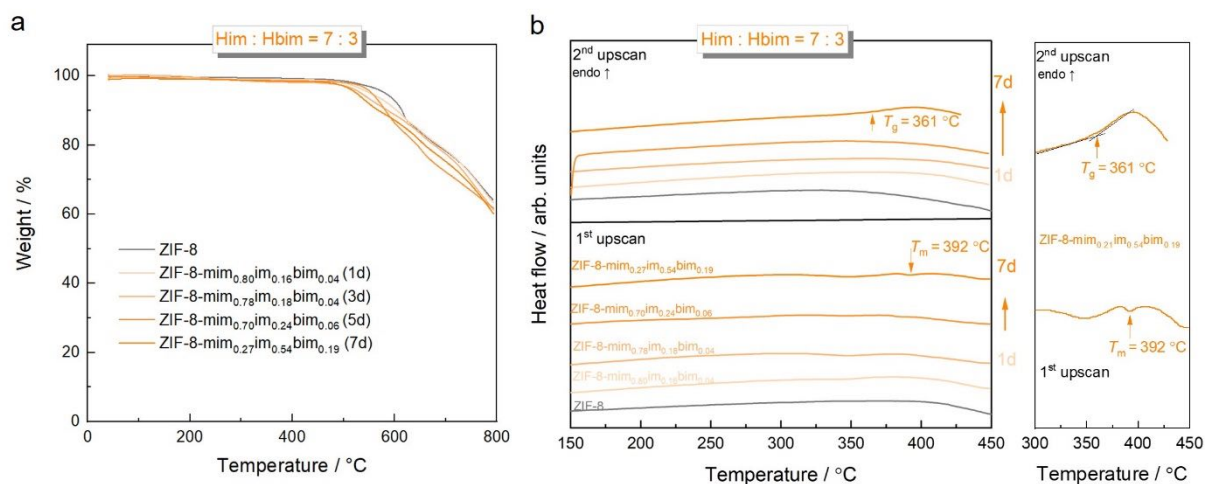 a
Him : Hbim = 7 : 3
100
80
60
40
20
0
Weight / %
ZIF-8
ZIF-8-mim0.80im0.16bim0.04 (1d)
ZIF-8-mim0.78im0.18bim0.04 (3d)
ZIF-8-mim0.70im0.24bim0.06 (5d)
ZIF-8-mim0.27im0.54bim0.19 (7d)
0 200 400 600 800
Temperature / °C
b
Him : Hbim = 7 : 3
Heat flow / arb. units
2nd upscan
endo ↑
7d
Tg = 361 °C
1d
1st upscan
Tm = 392 °C
ZIF-8-mim0.27im0.54bim0.19
7d
ZIF-8-mim0.70im0.24bim0.06
ZIF-8-mim0.78im0.18bim0.04
1d
ZIF-8-mim0.80im0.16bim0.04
ZIF-8
150 200 250 300 350 400 450
Temperature / °C
2nd upscan
endo ↑
Tg = 361 °C
ZIF-8-mim0.21im0.54bim0.19
Tm = 392 °C
1st upscan
300 350 400 450
Temperature / °C